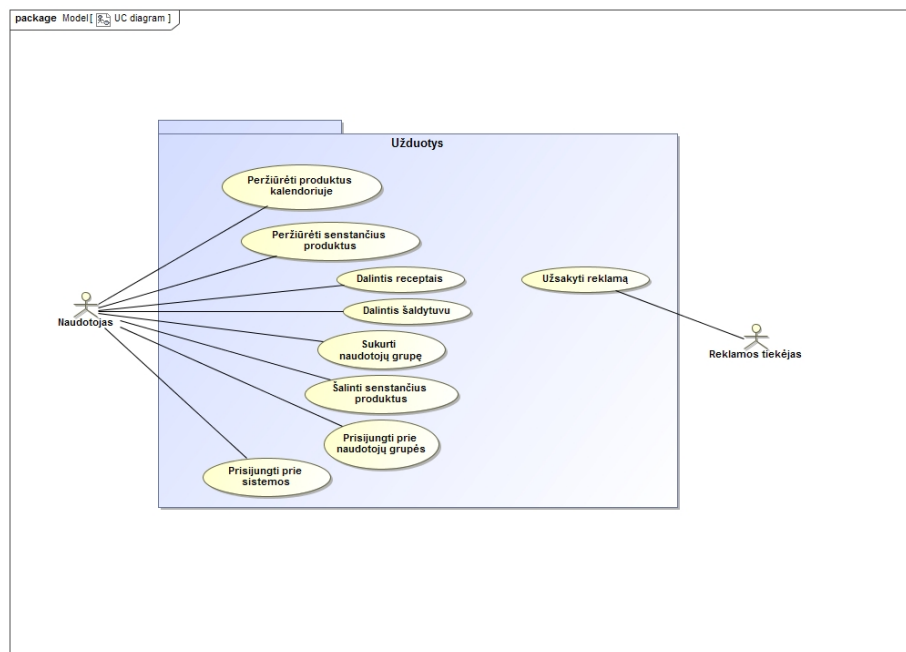 package Model[ UC diagram ]
Užduotys
Peržiūrėti produktus
kalendoriuje
Peržiūrėti senstančius
produktus
Dalintis receptais
Užsakyti reklamą
Dalintis šaldytuvu
Naudotojas
Sukurti
naudotojų grupę
Reklamos tiekėjas
Šalinti senstančius
produktus
Prisijungti prie
naudotojų grupės
Prisijungti prie
sistemos